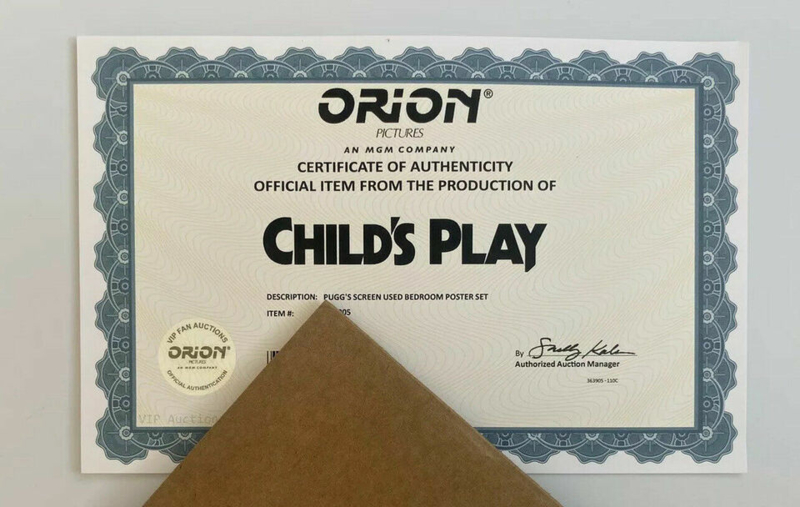 ORION®
PICTURES
AN MGM COMPANY
CERTIFICATE OF AUTHENTICITY
OFFICIAL ITEM FROM THE PRODUCTION OF
CHILD'S PLAY
DESCRIPTION: PUGG'S SCREEN USED BEDROOM POSTER SET
ITEM #: 905
VIP FAN AUCTIONS
ORION
PICTURES
AN MGM COMPANY
OFFICIAL AUTHENTICATION
By
Authorized Auction Manager
363905 -110C
VIP Auction